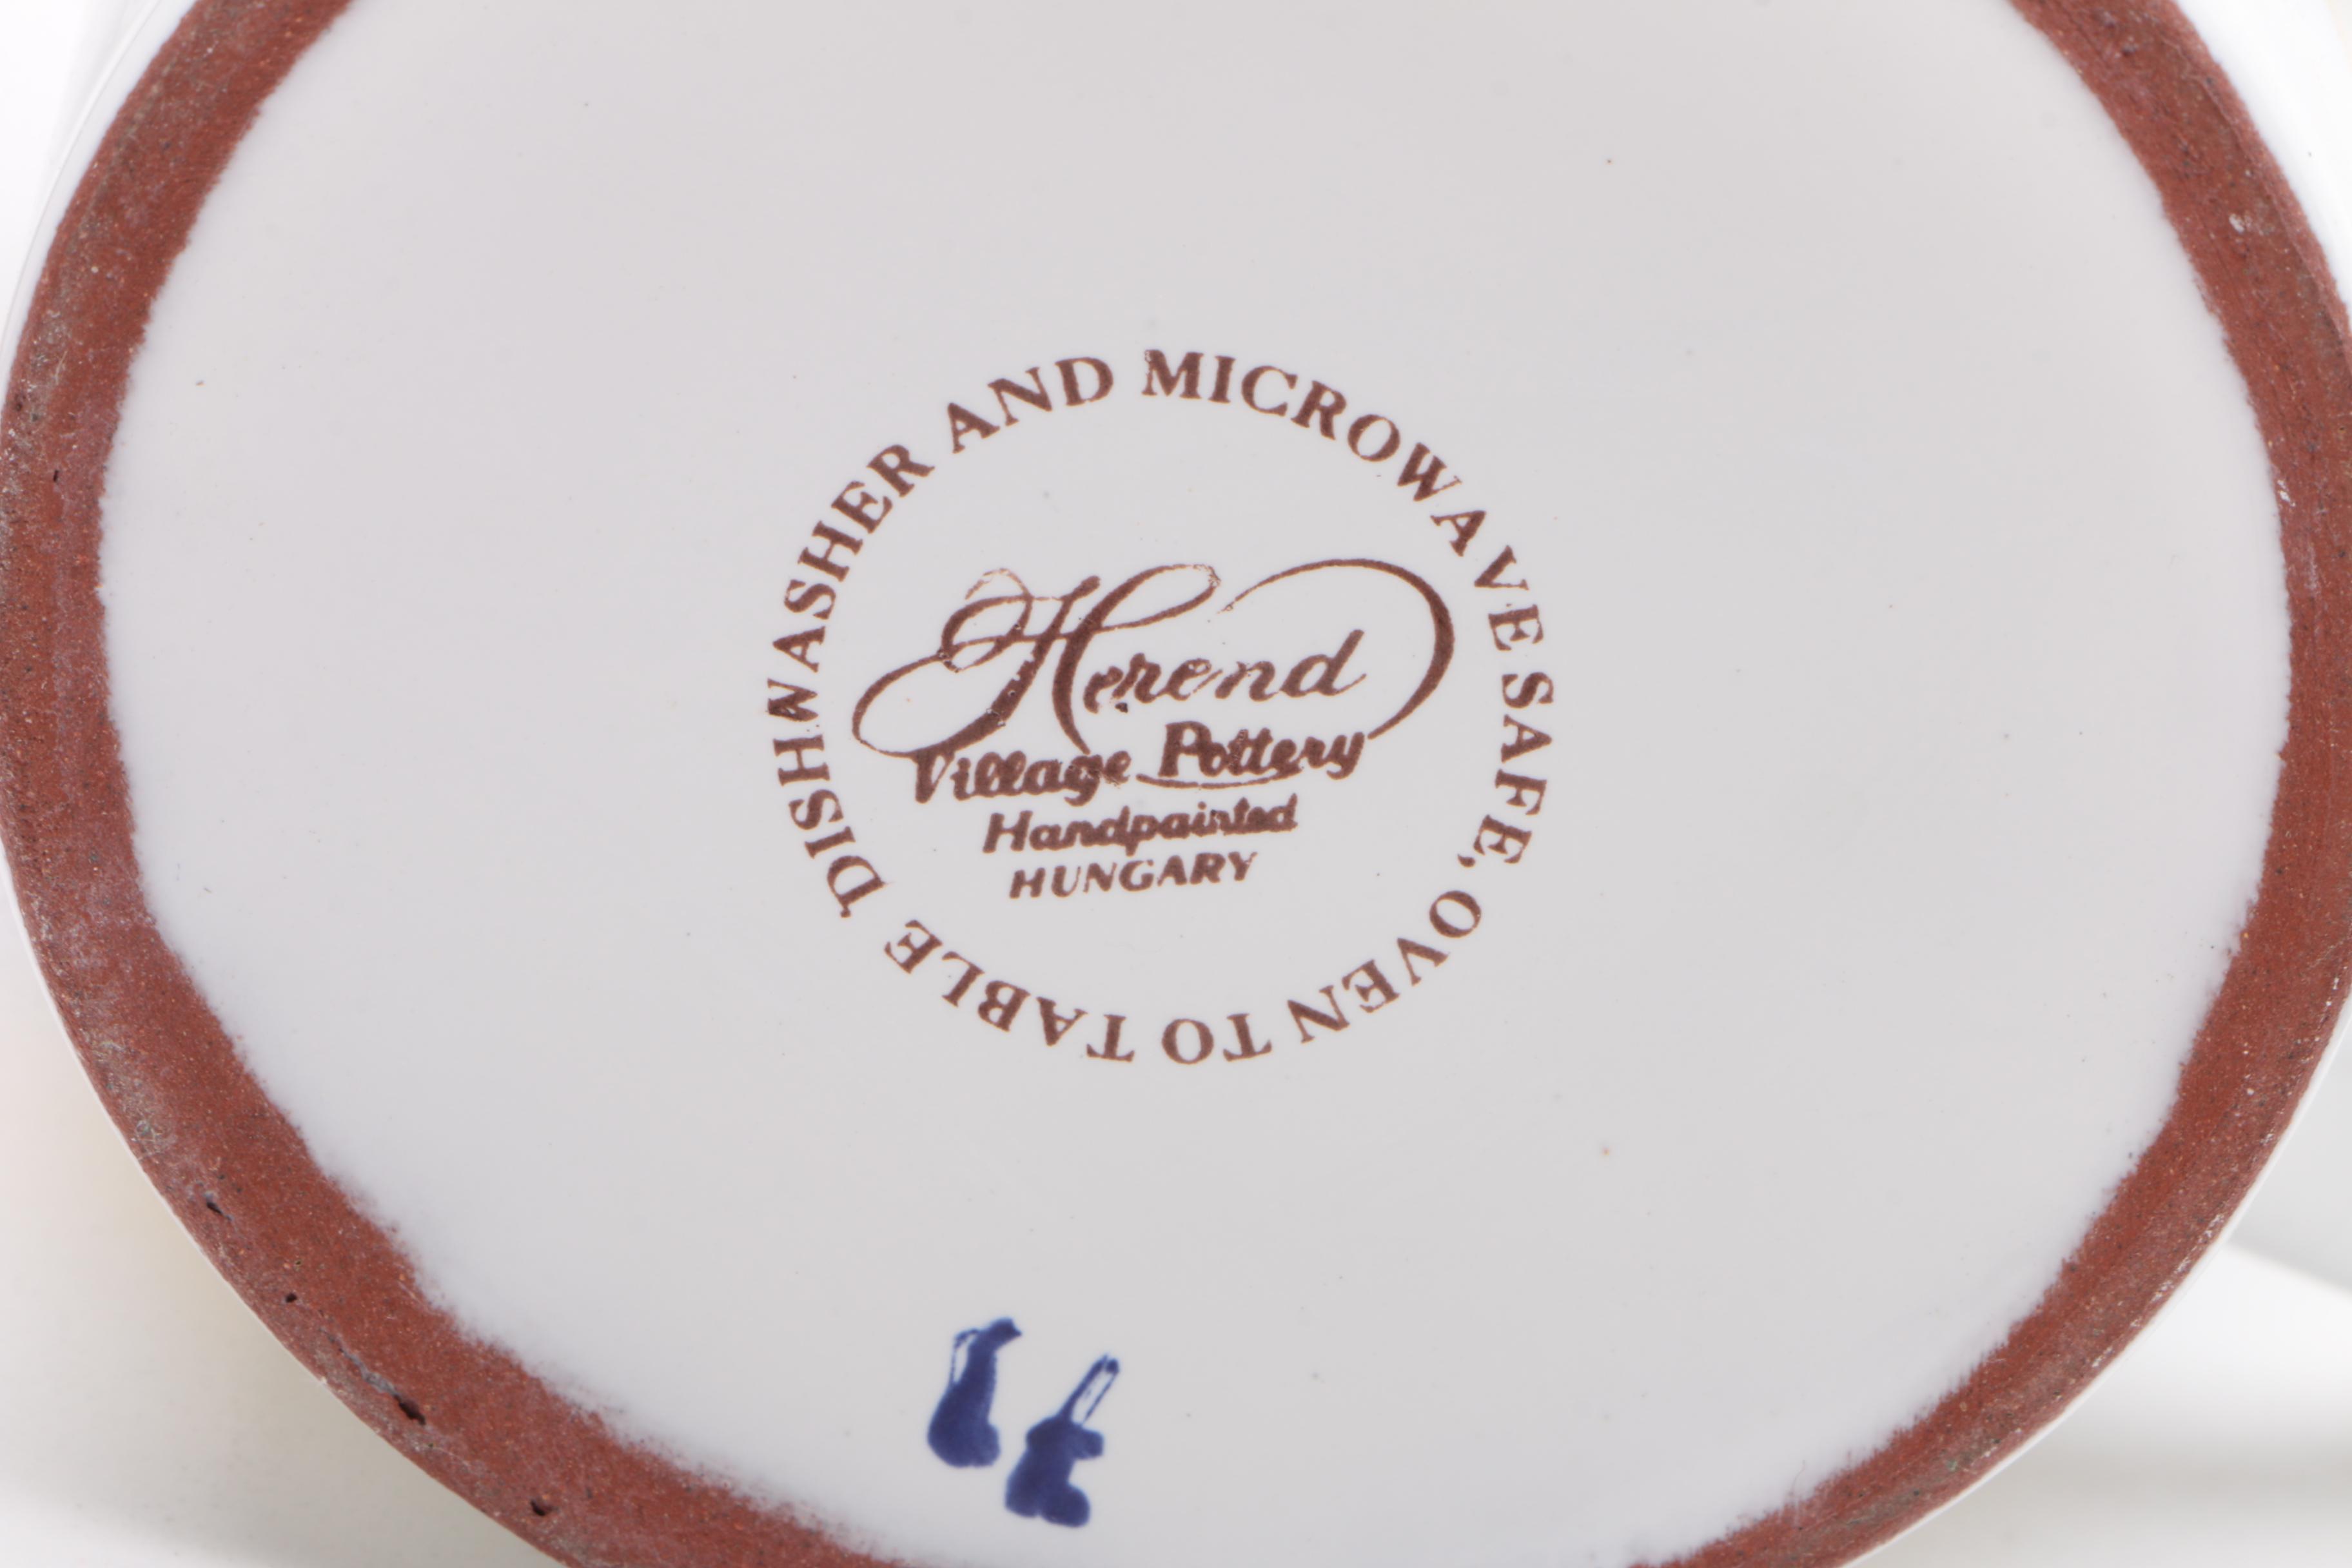 DISHWASHER AND MICROWAVE SAFE, OVEN TO TABLE
Herend
Village Pottery
Handpainted
HUNGARY